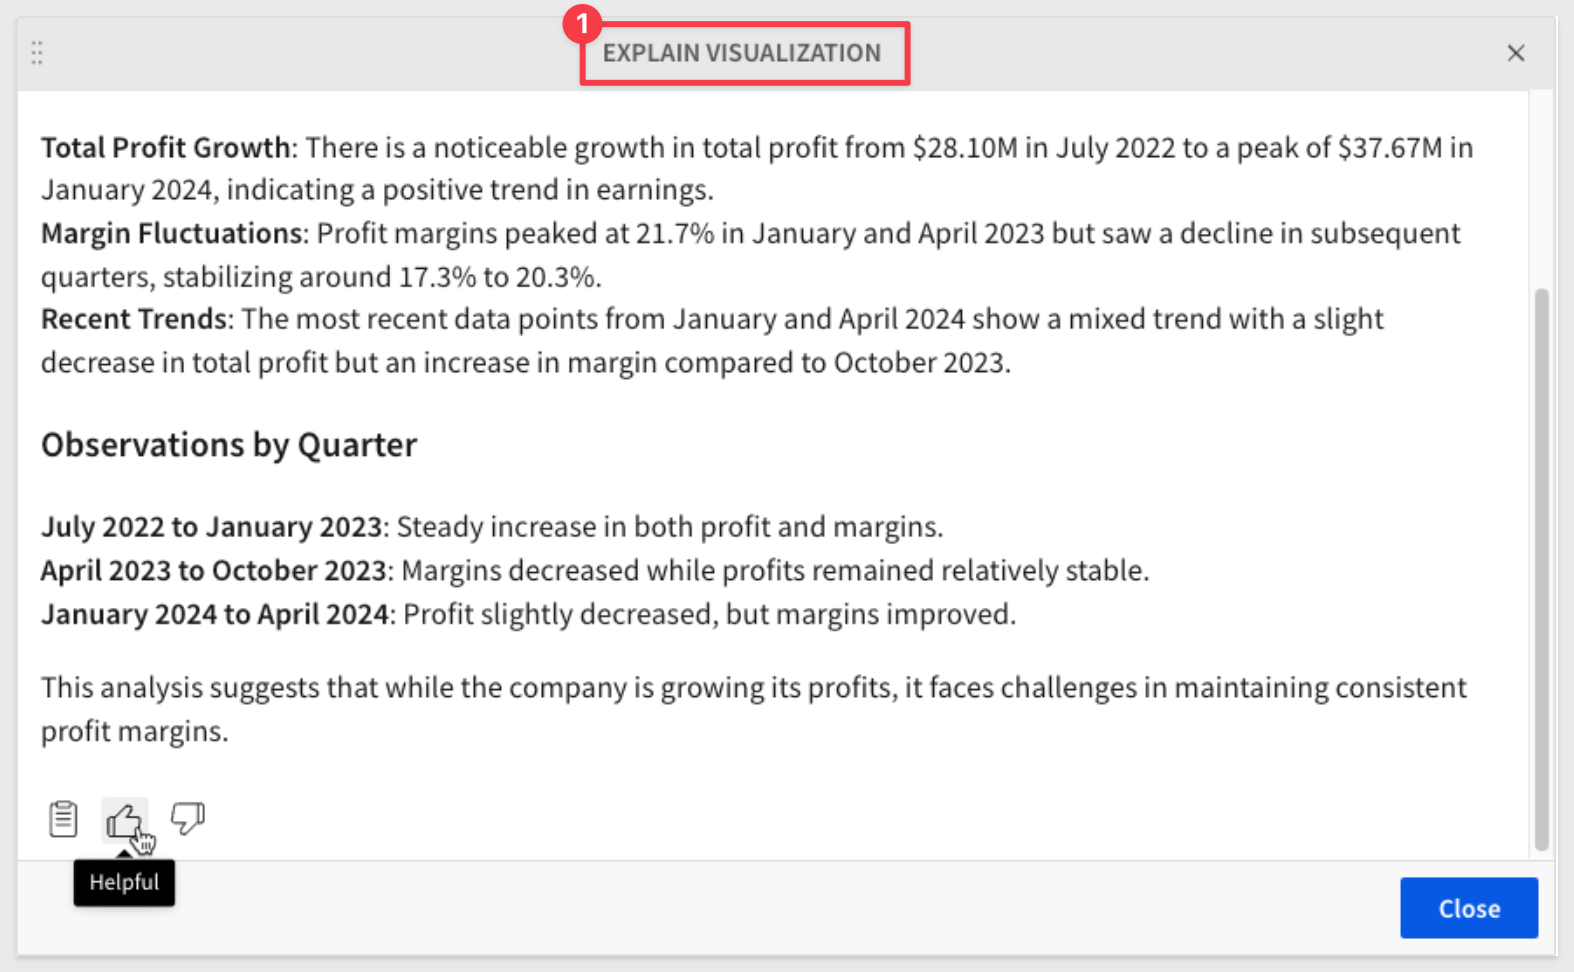 1
EXPLAIN VISUALIZATION
Total Profit Growth: There is a noticeable growth in total profit from $28.10M in July 2022 to a peak of $37.67M in
January 2024, indicating a positive trend in earnings.
Margin Fluctuations: Profit margins peaked at 21.7% in January and April 2023 but saw a decline in subsequent
quarters, stabilizing around 17.3% to 20.3%.
Recent Trends: The most recent data points from January and April 2024 show a mixed trend with a slight
decrease in total profit but an increase in margin compared to October 2023.
Observations by Quarter
July 2022 to January 2023: Steady increase in both profit and margins.
April 2023 to October 2023: Margins decreased while profits remained relatively stable.
January 2024 to April 2024: Profit slightly decreased, but margins improved.
This analysis suggests that while the company is growing its profits, it faces challenges in maintaining consistent
profit margins.
Helpful
Close